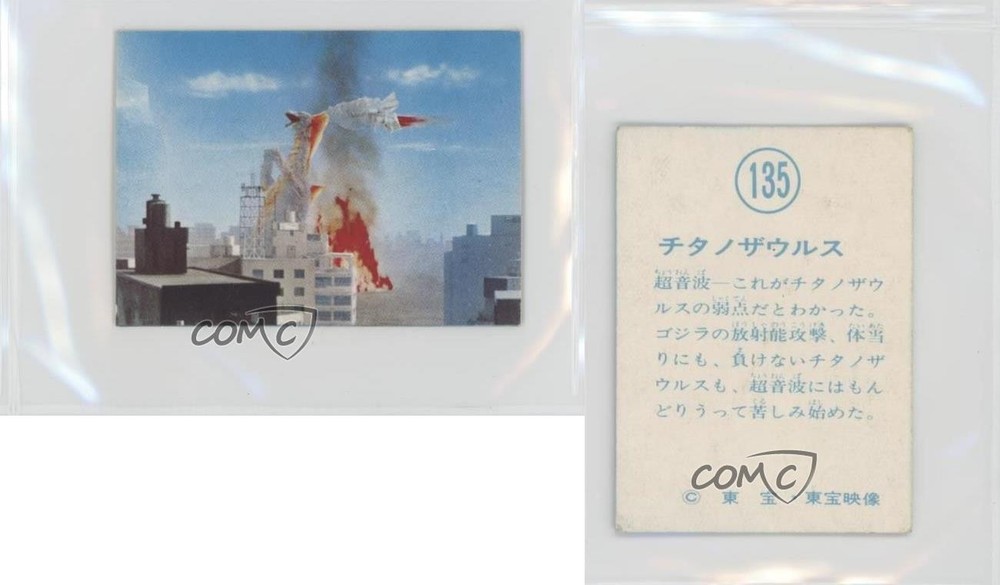 COMC
135
チタノザウルス
超音波―これがチタノザウ
ルスの弱点だとわかった。
ゴジラの放射能攻撃、体当
りにも、負けないチタノザ
ウルスも、超音波にはもん
どりうって苦しみ始めた。
COMC
© 東 宝・東宝映像